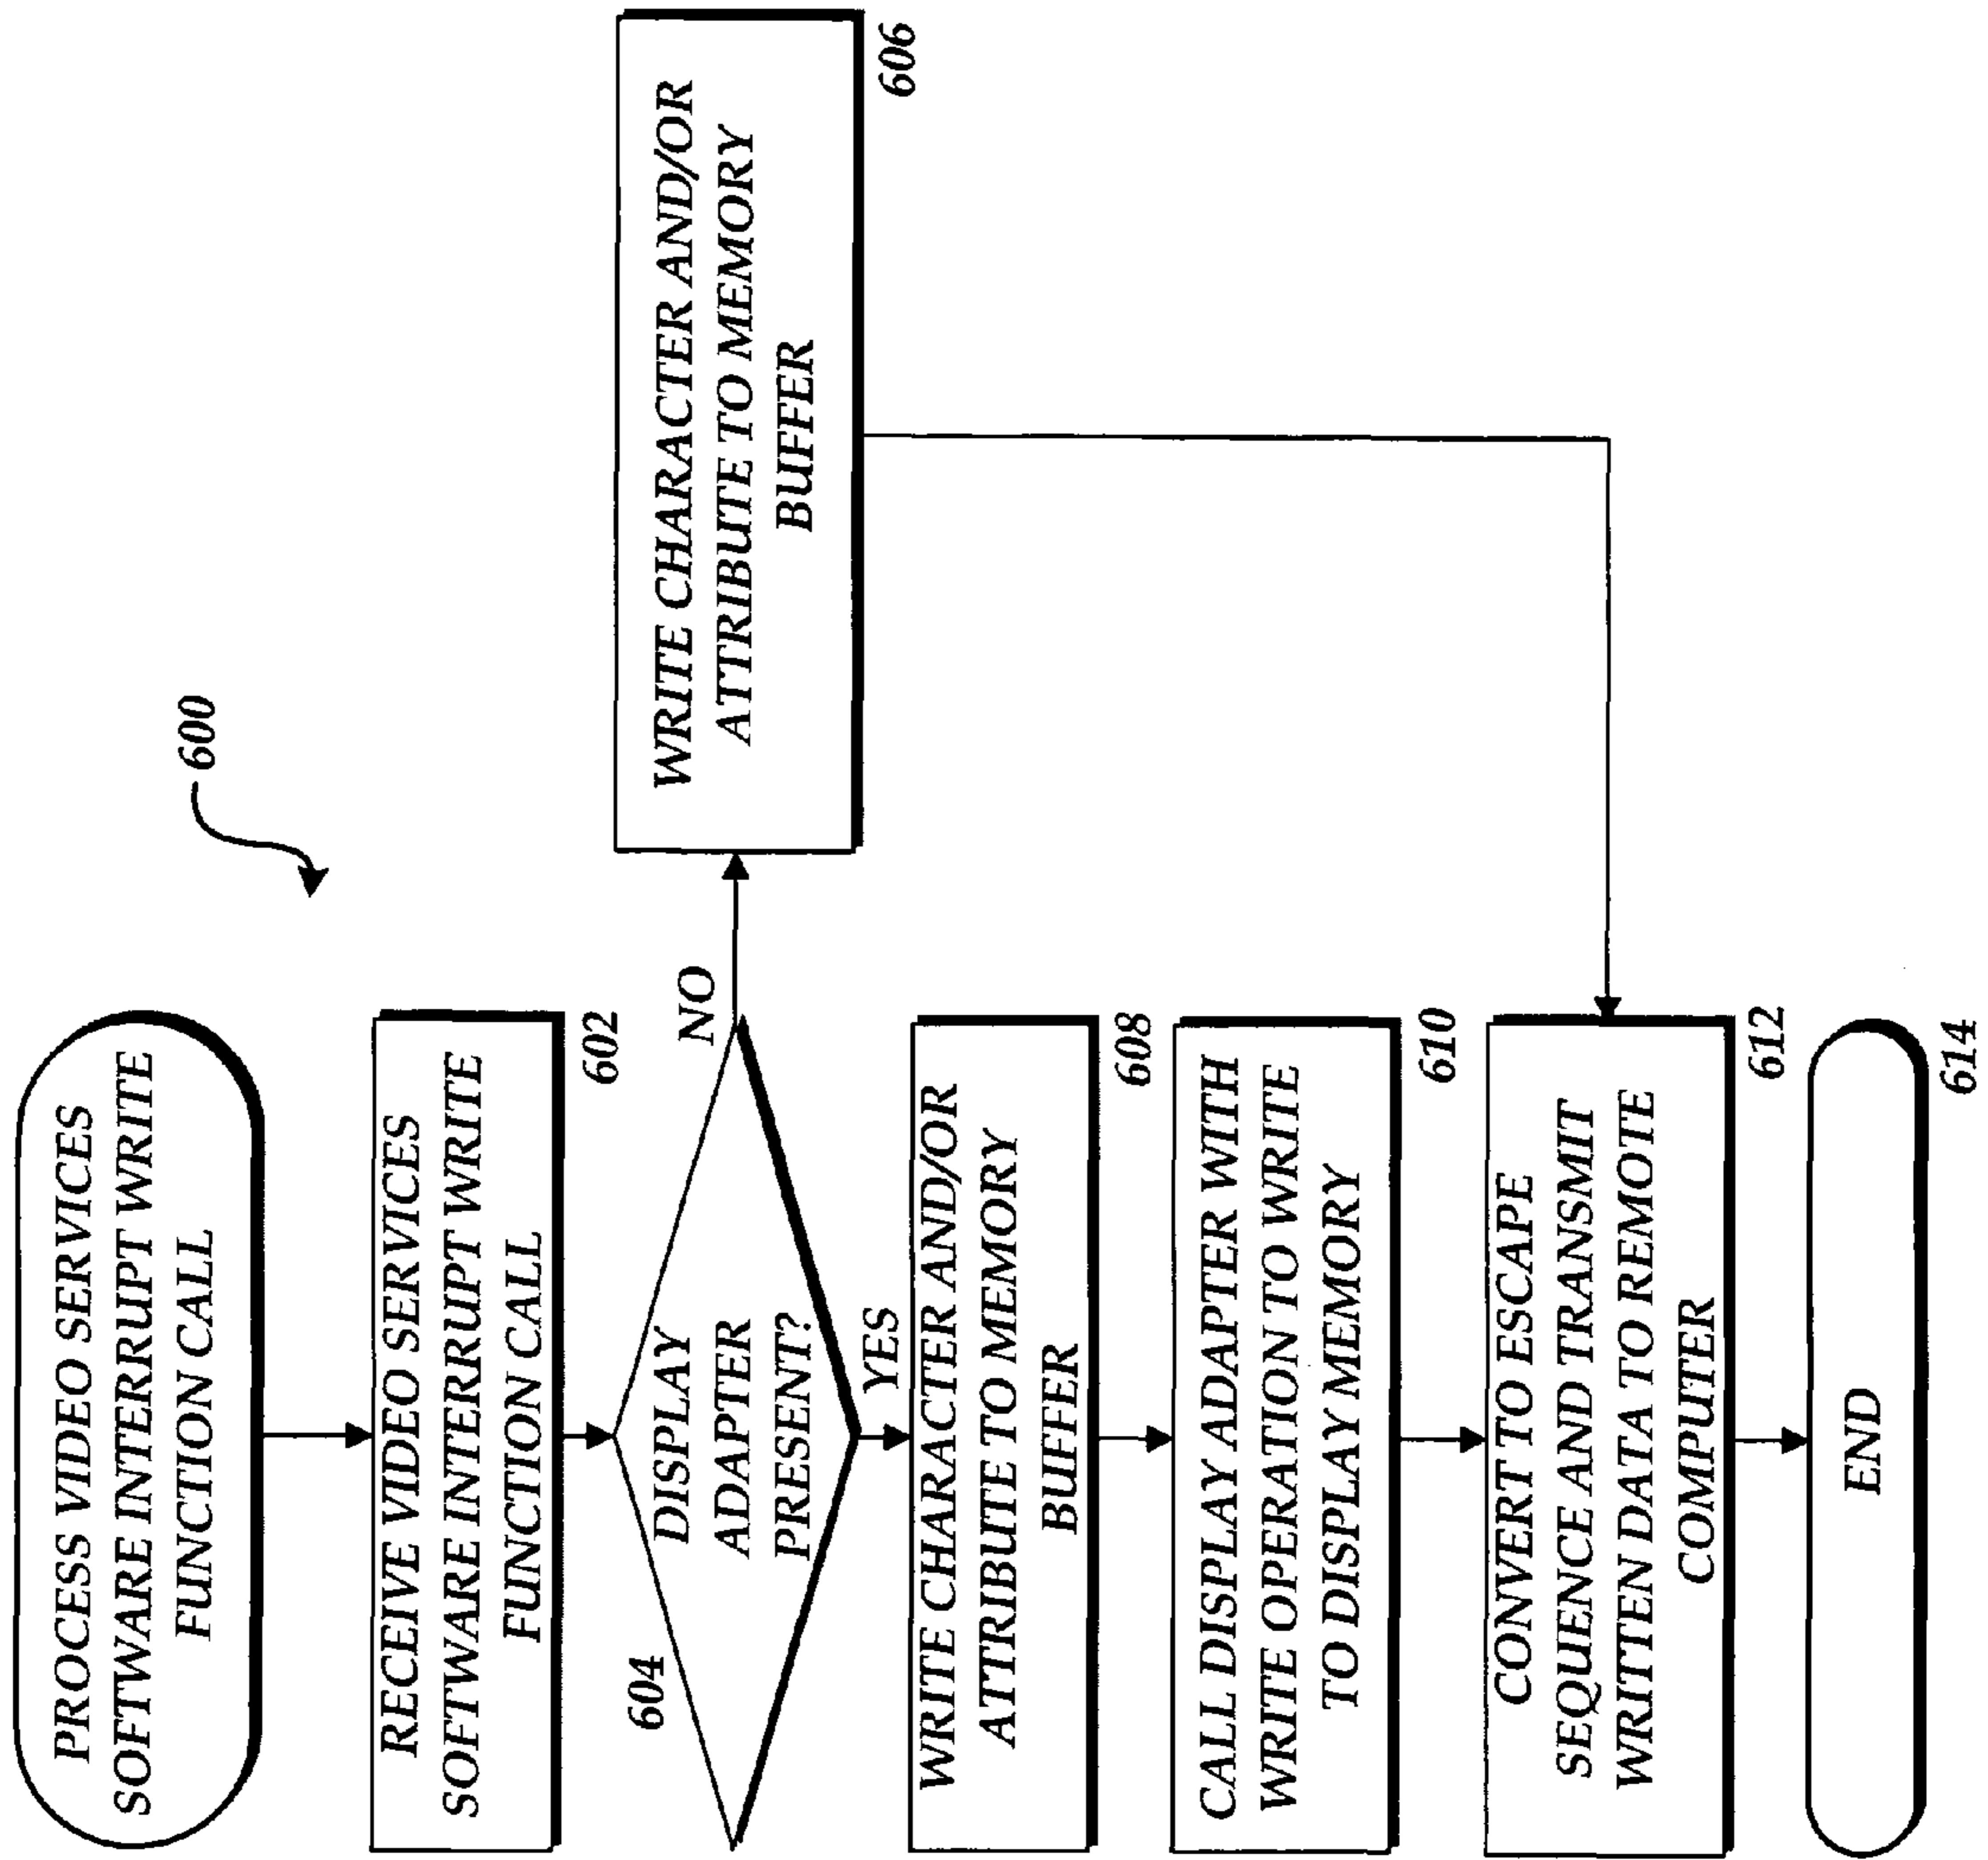 600
PROCESS VIDEO SERVICES
SOFTWARE INTERRUPT WRITE
FUNCTION CALL
RECEIVE VIDEO SERVICES
SOFTWARE INTERRUPT WRITE
FUNCTION CALL
602
604
DISPLAY
ADAPTER
PRESENT?
NO
YES
WRITE CHARACTER AND/OR
ATTRIBUTE TO MEMORY
BUFFER
606
WRITE CHARACTER AND/OR
ATTRIBUTE TO MEMORY
BUFFER
608
CALL DISPLAY ADAPTER WITH
WRITE OPERATION TO WRITE
TO DISPLAY MEMORY
610
CONVERT TO ESCAPE
SEQUENCE AND TRANSMIT
WRITTEN DATA TO REMOTE
COMPUTER
612
END
614